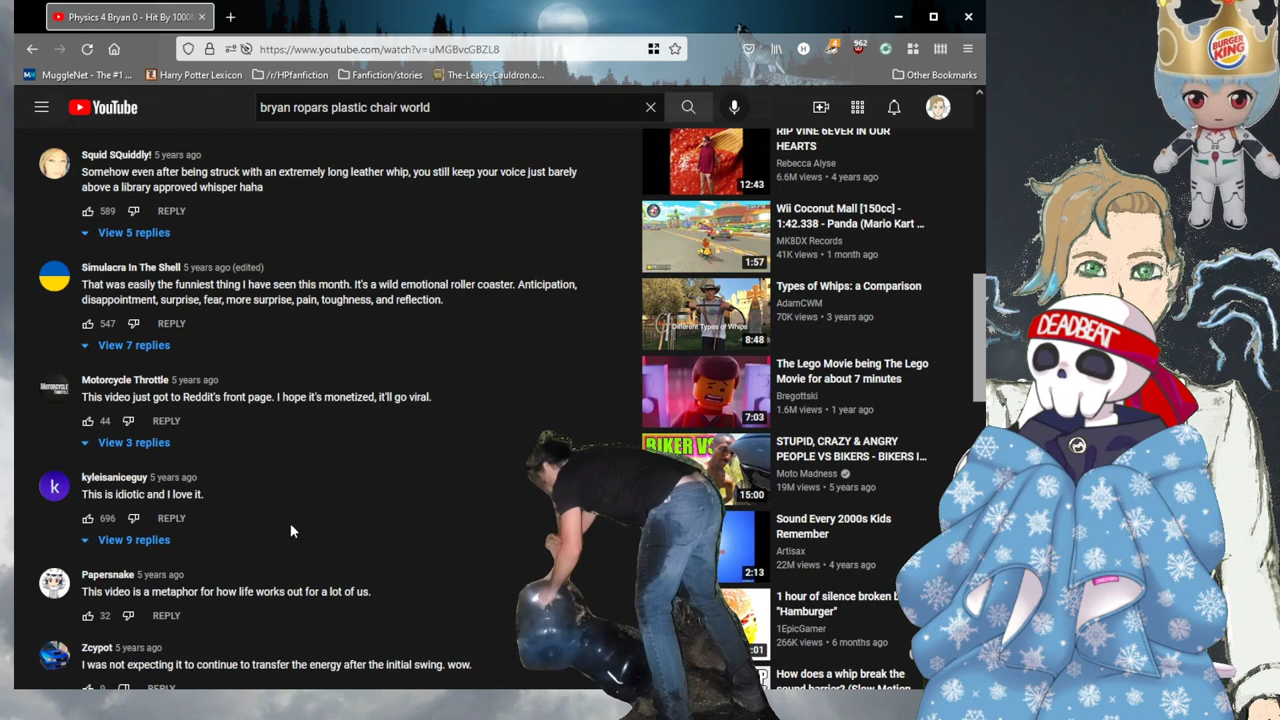 Physics 4 Bryan 0 - Hit By 1000
https://www.youtube.com/watch?v=uMGBvcGBZL8
4
962
MuggleNet - The #1 ...
Harry Potter Lexicon
/r/HPfanfiction
Fanfiction/stories
The-Leaky-Cauldron.o...
Other Bookmarks
YouTube
bryan ropars plastic chair world
Squid SQuiddly! 5 years ago
Somehow even after being struck with an extremely long leather whip, you still keep your voice just barely
above a library approved whisper haha
589 REPLY
View 5 replies
Simulacra In The Shell 5 years ago (edited)
That was easily the funniest thing I have seen this month. It's a wild emotional roller coaster. Anticipation,
disappointment, surprise, fear, more surprise, pain, toughness, and reflection.
547 REPLY
View 7 replies
Motorcycle Throttle 5 years ago
This video just got to Reddit's front page. I hope it's monetized, it'll go viral.
44 REPLY
View 3 replies
kyleisaniceguy 5 years ago
This is idiotic and I love it.
696 REPLY
View 9 replies
Papersnake 5 years ago
This video is a metaphor for how life works out for a lot of us.
32 REPLY
Zcypot 5 years ago
I was not expecting it to continue to transfer the energy after the initial swing. wow.
9 REPLY
RIP VINE 6EVER IN OUR
HEARTS
Rebecca Alyse
6.6M views • 4 years ago
12:43
Wii Coconut Mall [150cc] -
1:42.338 - Panda (Mario Kart ...
MK8DX Records
41K views • 1 month ago
1:57
Types of Whips: a Comparison
AdamCWM
70K views • 3 years ago
Different Types of Whips
8:48
The Lego Movie being The Lego
Movie for about 7 minutes
Bregottski
1.6M views • 1 year ago
7:03
BIKER VS
STUPID, CRAZY & ANGRY
PEOPLE VS BIKERS - BIKERS I...
Moto Madness
19M views • 5 years ago
15:00
Sound Every 2000s Kids
Remember
Artisax
22M views • 4 years ago
2:13
1 hour of silence broken b
"Hamburger"
1EpicGamer
266K views • 6 months ago
:01
How does a whip break the
sound barrier? (Slow Motion
BURGER
KING
DEADBEAT